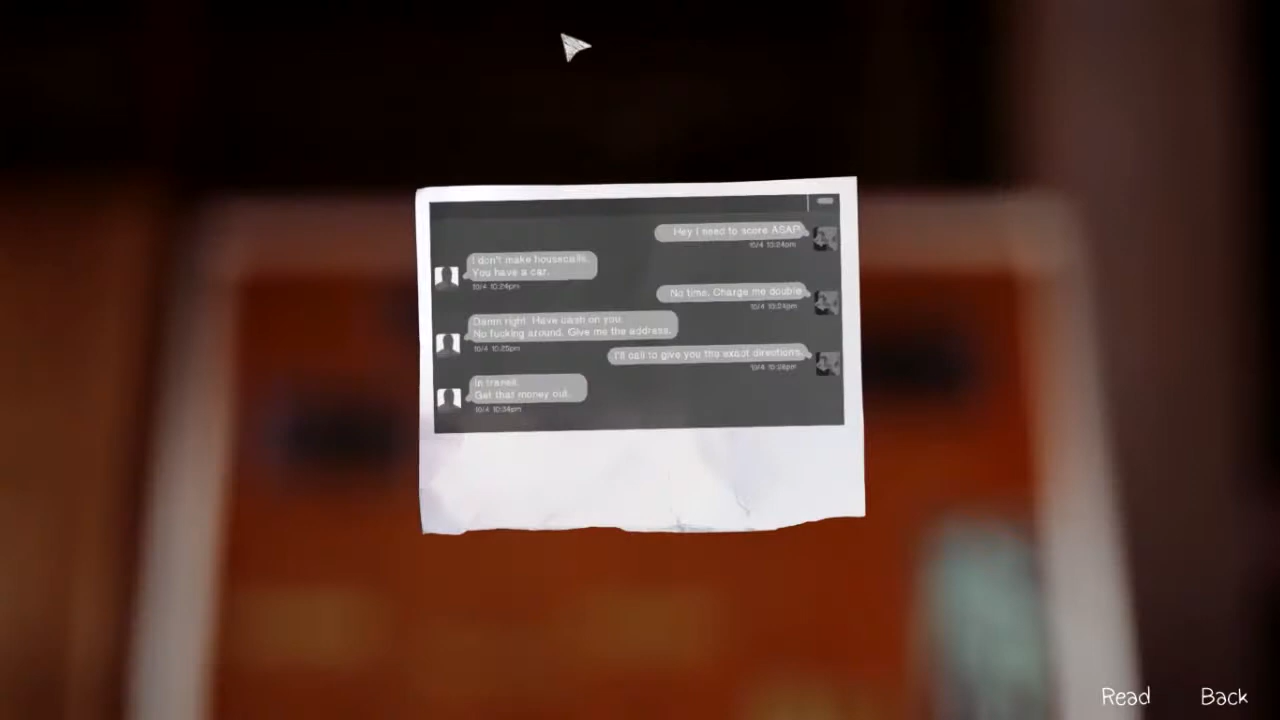 Hey I need to score ASAP
10/4 10:24pm
I don't make housecalls.
You have a car.
10/4 10:24pm
No time. Charge me double
10/4 10:24pm
Damn right. Have cash on you.
No fucking around. Give me the address.
10/4 10:25pm
I'll call to give you the exact directions.
10/4
In transit.
Get that money out.
10/4 10:34pm
Read
Back